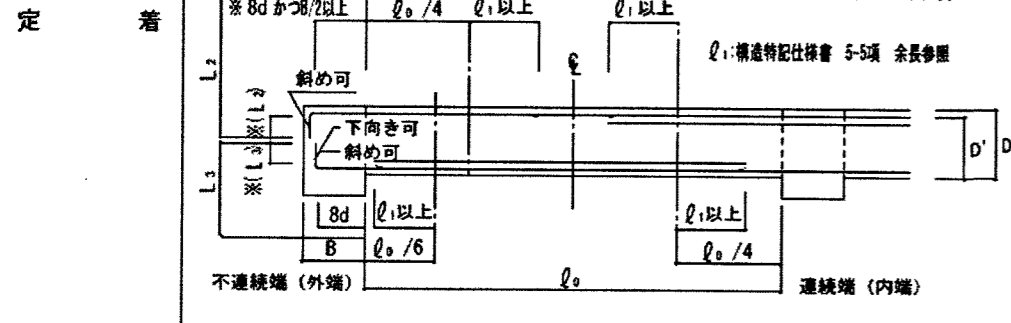 定 着
※ 8d かつB/2以上 ℓ₀ /4 ℓ₁以上 ℓ₁以上
ℓ₁:構造特記仕様書 5-5項 余長参照
L₂
斜め可
※(L₂)
下向き可
斜め可
※(L₃)
D' D
L₃
8d ℓ₁以上 ℓ₁以上
B ℓ₀ /6 ℓ₀ /4
不連続端 (外端) ℓ₀ 連続端 (内端)